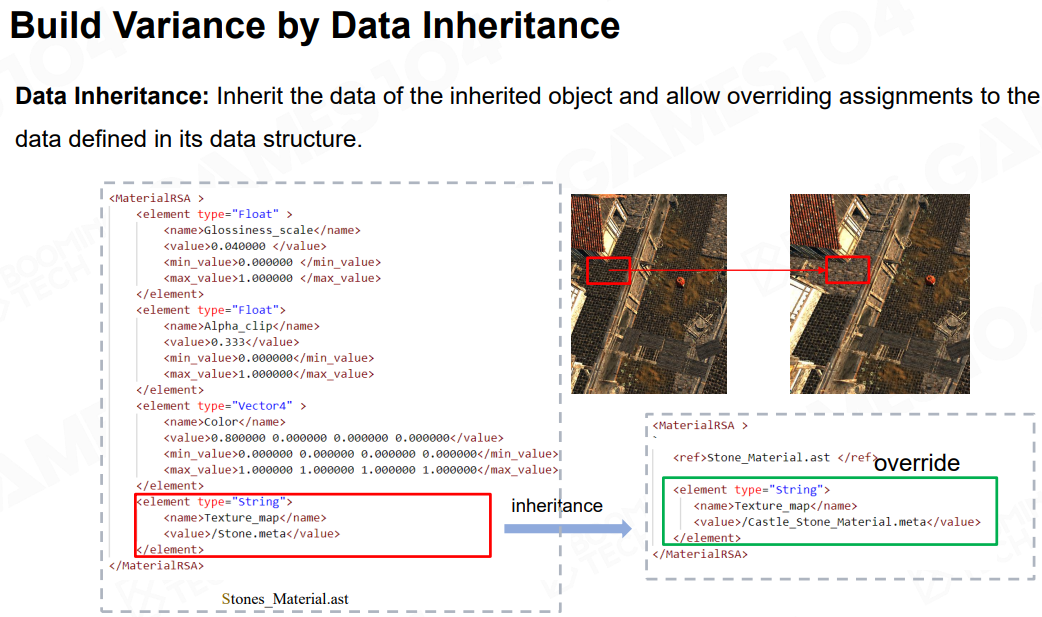 Build Variance by Data Inheritance
Data Inheritance: Inherit the data of the inherited object and allow overriding assignments to the
data defined in its data structure.
<MaterialRSA >
<element type="Float" >
<name>Glossiness_scale</name>
<value>0.040000 </value>
<min_value>0.000000 </min_value>
<max_value>1.000000 </max_value>
</element>
<element type="Float">
<name>Alpha_clip</name>
<value>0.333</value>
<min_value>0.000000</min_value>
<max_value>1.000000</max_value>
</element>
<element type="Vector4" >
<name>Color</name>
<value>0.800000 0.000000 0.000000 0.000000</value>
<min_value>0.000000 0.000000 0.000000 0.000000</min_value>
<max_value>1.000000 1.000000 1.000000 1.000000</max_value>
</element>
<element type="String">
<name>Texture_map</name>
<value>/Stone.meta</value>
</element>
</MaterialRSA>
Stones_Material.ast
inheritance
<MaterialRSA >
`
<ref>Stone_Material.ast </ref>
override
<element type="String">
<name>Texture_map</name>
<value>/Castle_Stone_Material.meta</value>
</element>
</MaterialRSA>
GAMES104
BOOMING
TECH